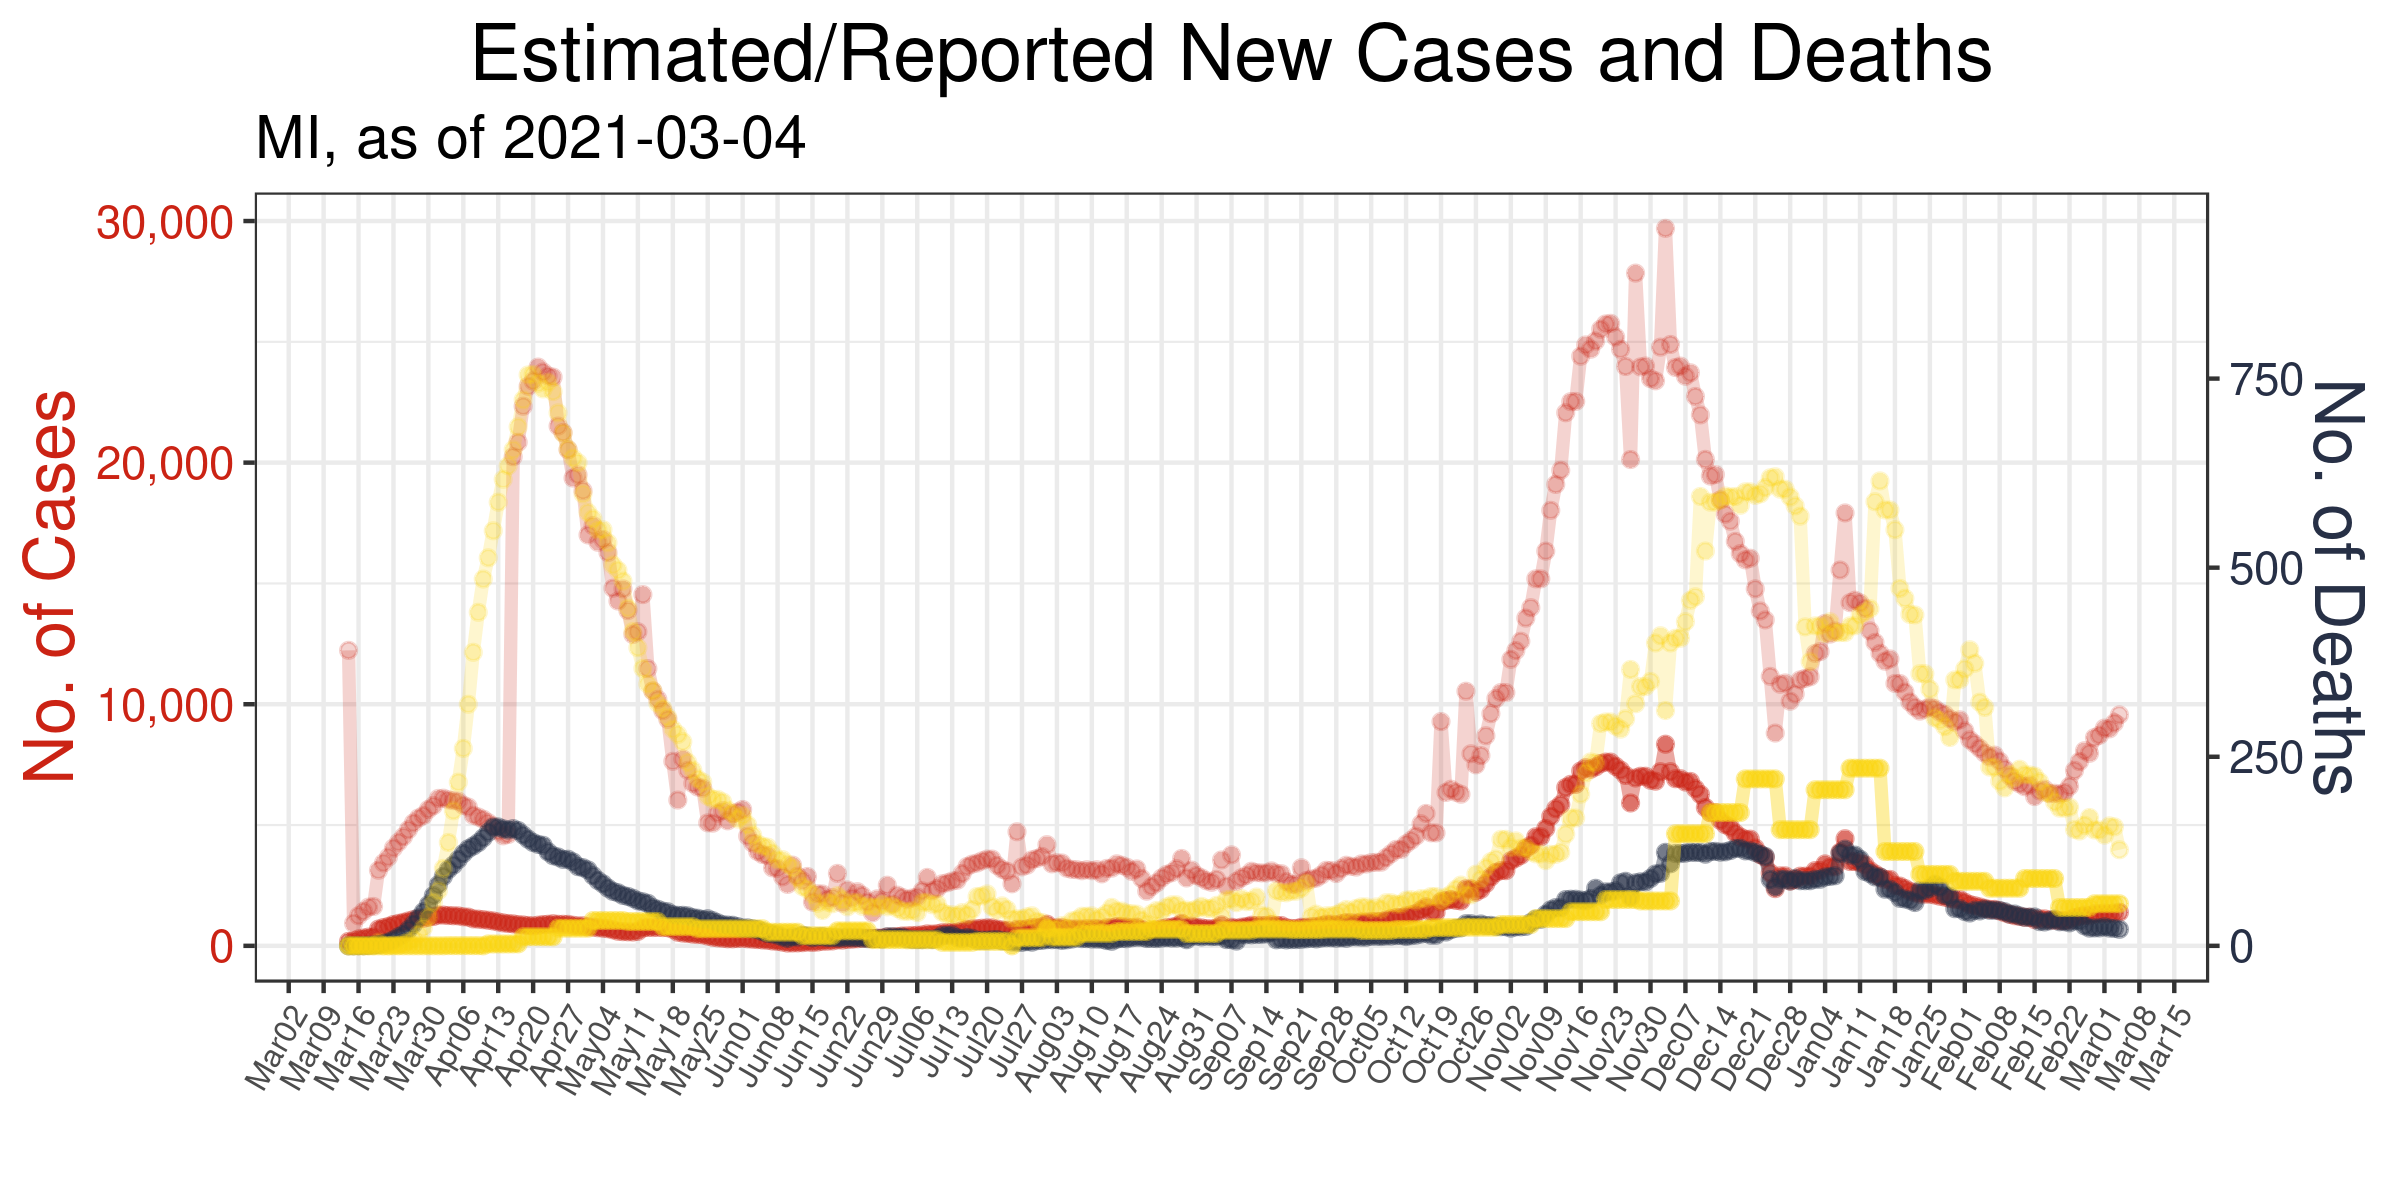 Estimated/Reported New Cases and Deaths
MI, as of 2021-03-04
No. of Cases
30,000
20,000
10,000
0
750
500
250
0
No. of Deaths
Mar02
Mar09
Mar16
Mar23
Mar30
Apr06
Apr13
Apr20
Apr27
May04
May11
May18
May25
Jun01
Jun08
Jun15
Jun22
Jun29
Jul06
Jul13
Jul20
Jul27
Aug03
Aug10
Aug17
Aug24
Aug31
Sep07
Sep14
Sep21
Sep28
Oct05
Oct12
Oct19
Oct26
Nov02
Nov09
Nov16
Nov23
Nov30
Dec07
Dec14
Dec21
Dec28
Jan04
Jan11
Jan18
Jan25
Feb01
Feb08
Feb15
Feb22
Mar01
Mar08
Mar15